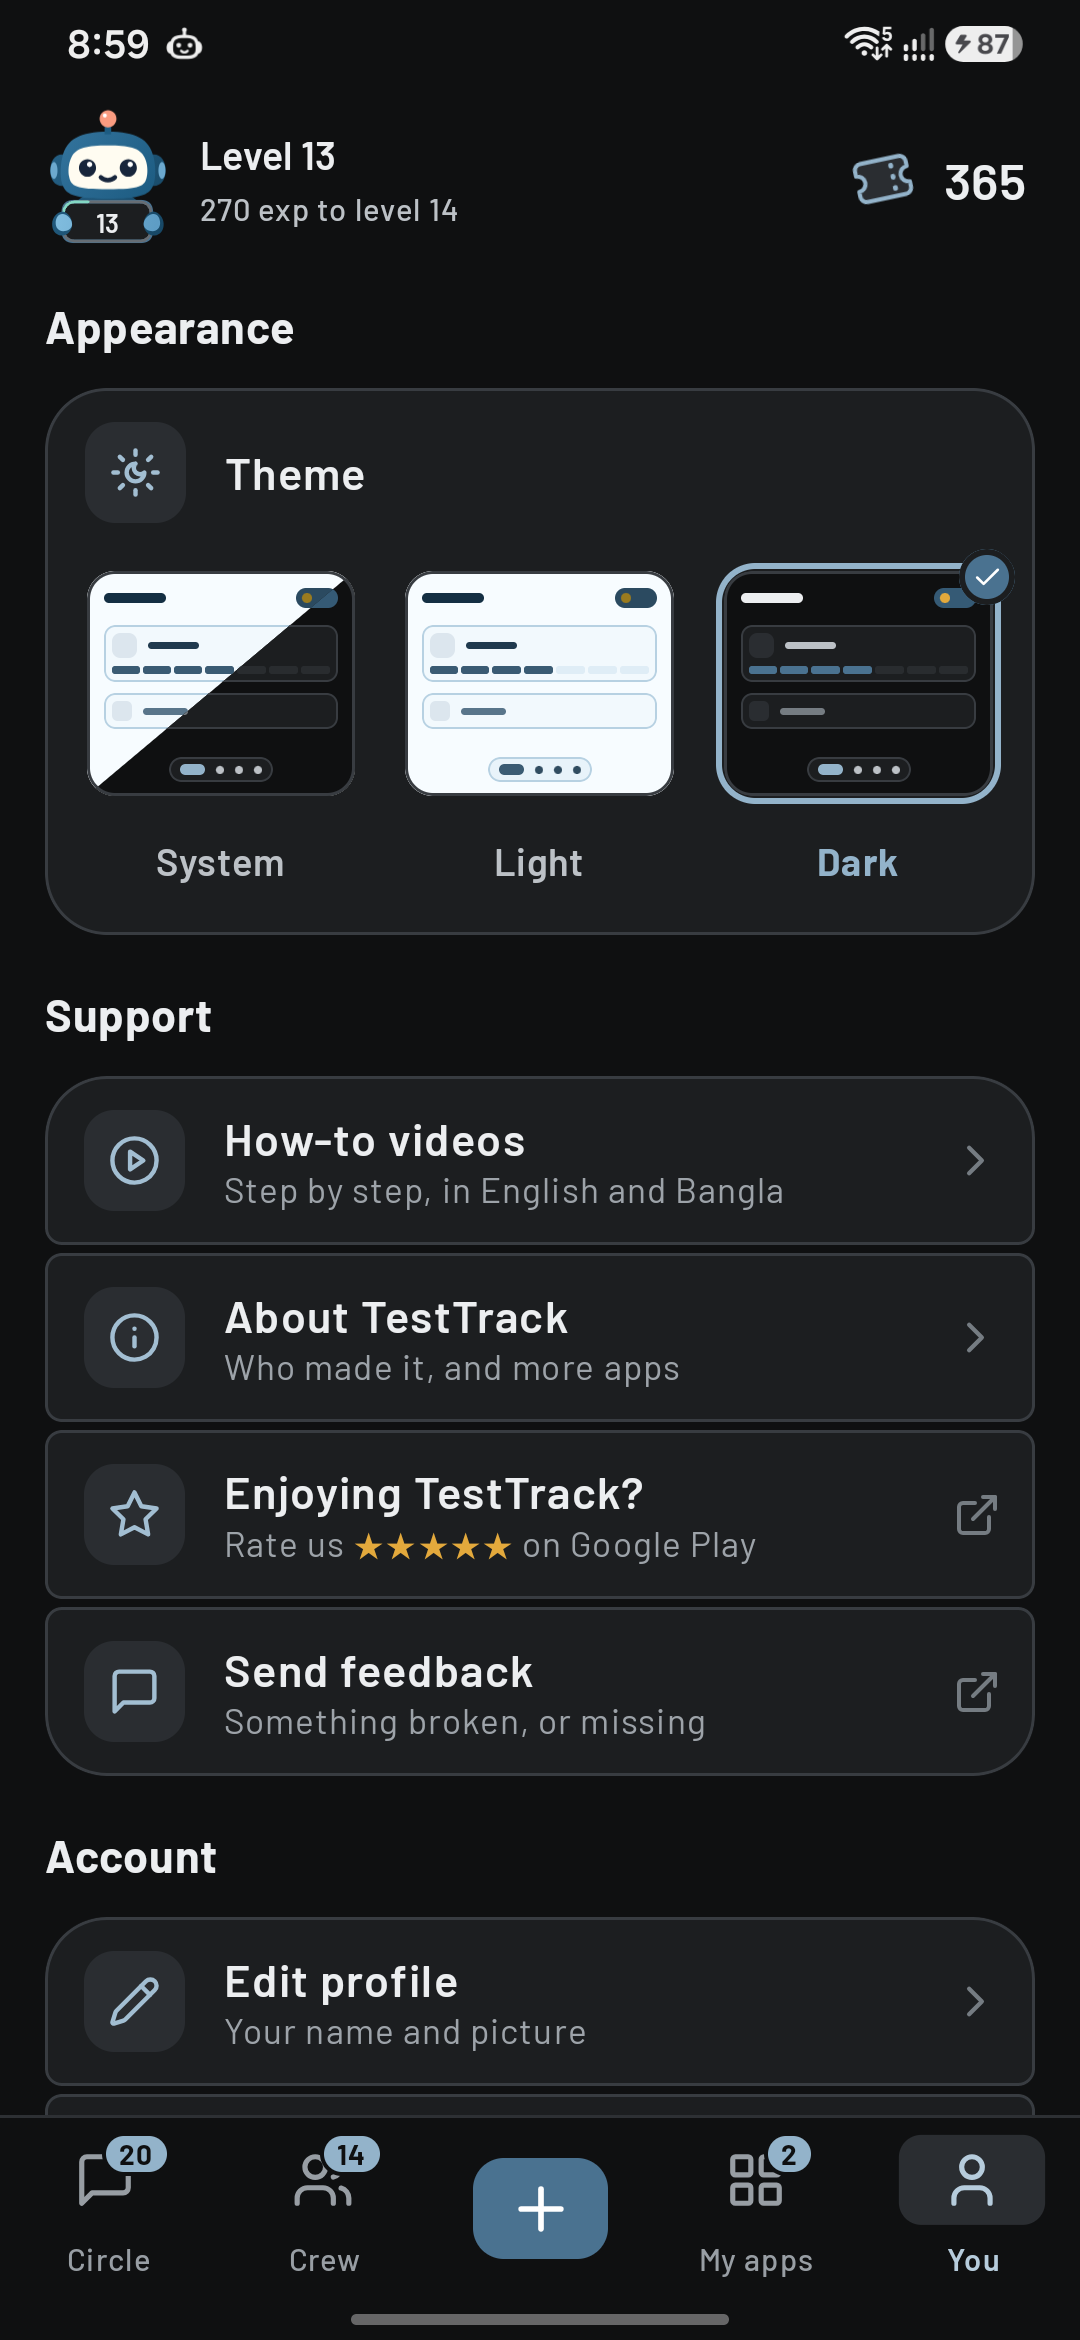 8:59
5
87
Level 13
270 exp to level 14
13
365
Appearance
Theme
System
Light
Dark
Support
How-to videos
Step by step, in English and Bangla
About TestTrack
Who made it, and more apps
Enjoying TestTrack?
Rate us ★★★★★ on Google Play
Send feedback
Something broken, or missing
Account
Edit profile
Your name and picture
20
14
2
Circle
Crew
My apps
You